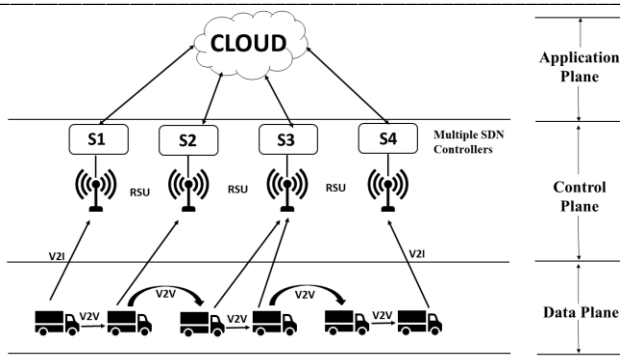 CLOUD
Application
Plane
S1
S2
S3
S4
Multiple SDN
Controllers
RSU
RSU
RSU
Control
Plane
V2I
V2I
V2V
V2V
V2V
V2V
V2V
Data Plane